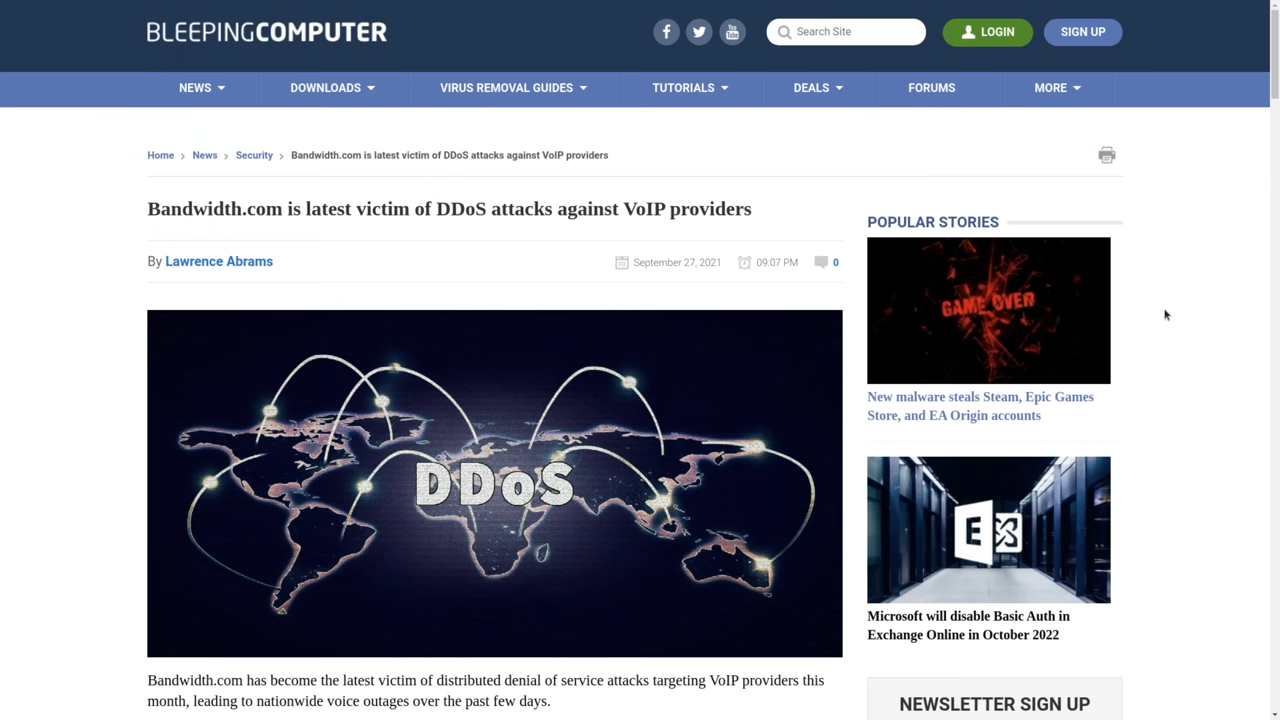 BLEEPINGCOMPUTER
Search Site
LOGIN
SIGN UP
NEWS
DOWNLOADS
VIRUS REMOVAL GUIDES
TUTORIALS
DEALS
FORUMS
MORE
Home
News
Security
Bandwidth.com is latest victim of DDoS attacks against VoIP providers
Bandwidth.com is latest victim of DDoS attacks against VoIP providers
By Lawrence Abrams
September 27, 2021
09:07 PM
0
DDoS
Bandwidth.com has become the latest victim of distributed denial of service attacks targeting VoIP providers this
month, leading to nationwide voice outages over the past few days.
POPULAR STORIES
GAME OVER
New malware steals Steam, Epic Games
Store, and EA Origin accounts
E
Microsoft will disable Basic Auth in
Exchange Online in October 2022
NEWSLETTER SIGN UP